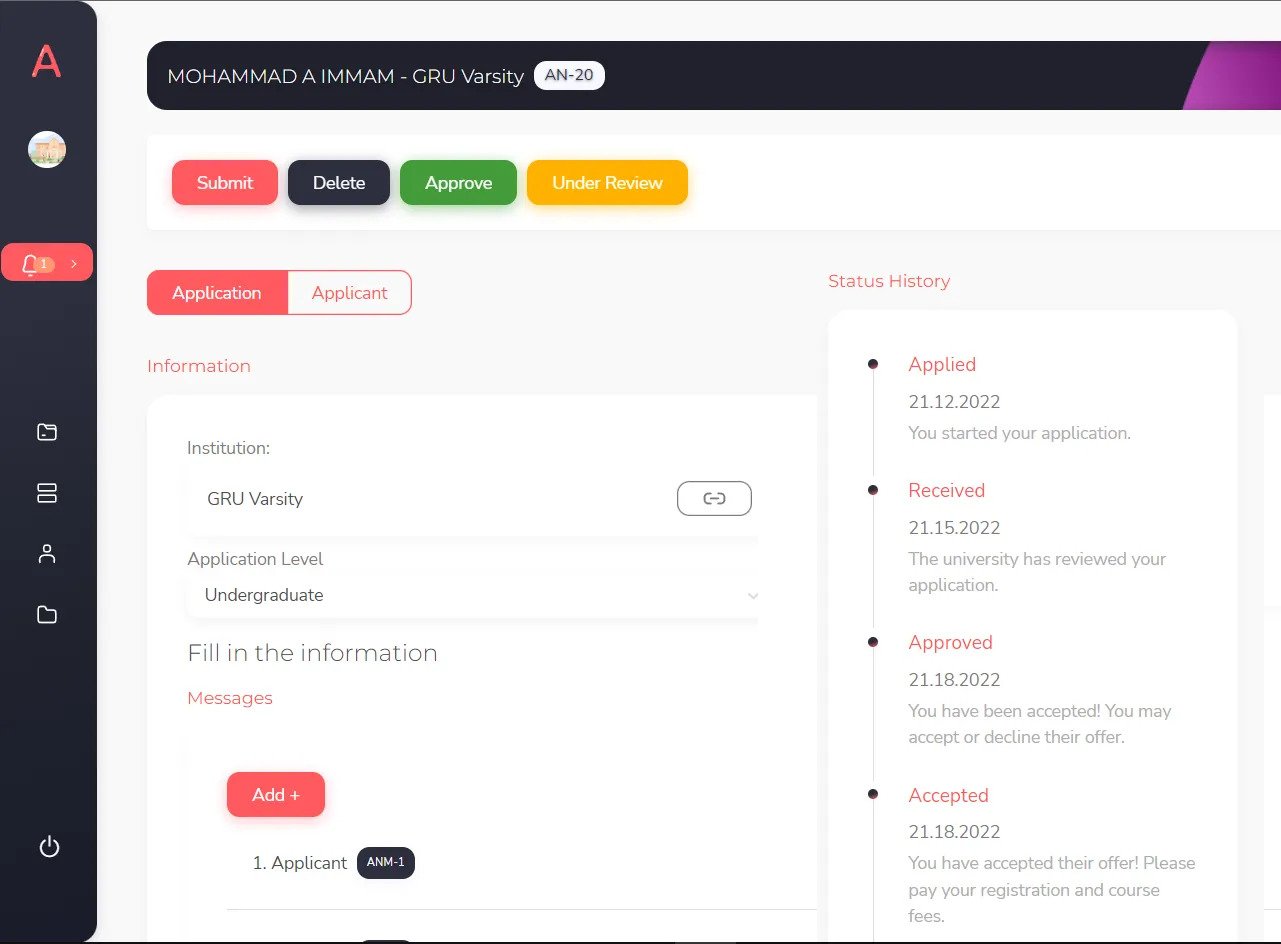 A
MOHAMMAD A IMMAM - GRU Varsity AN-20
Submit Delete Approve Under Review
1
Application Applicant
Information
Institution:
GRU Varsity
Application Level
Undergraduate
Fill in the information
Messages
Add +
1. Applicant ANM-1
Status History
Applied
21.12.2022
You started your application.
Received
21.15.2022
The university has reviewed your
application.
Approved
21.18.2022
You have been accepted! You may
accept or decline their offer.
Accepted
21.18.2022
You have accepted their offer! Please
pay your registration and course
fees.